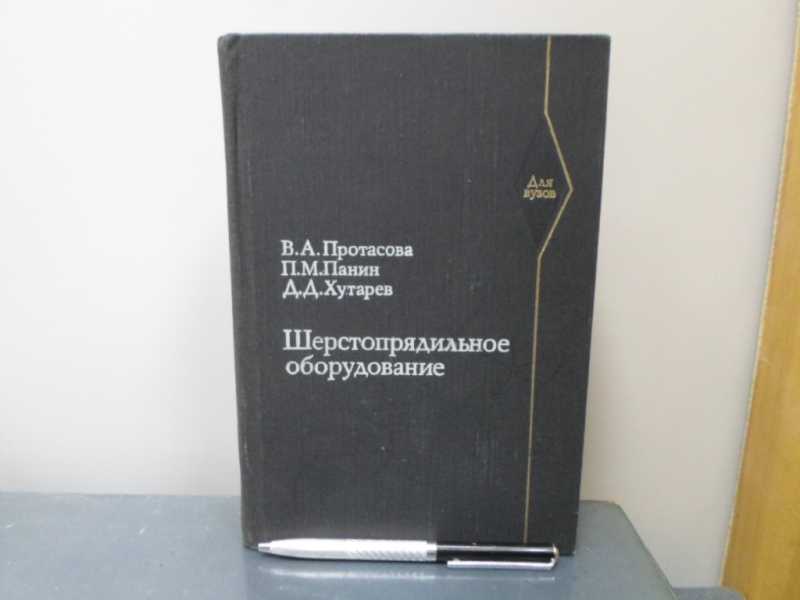 Для
вузов
В.А.Протасова
П.М.Панин
Д.Д.Хутарев
Шерстопрядильное
оборудование